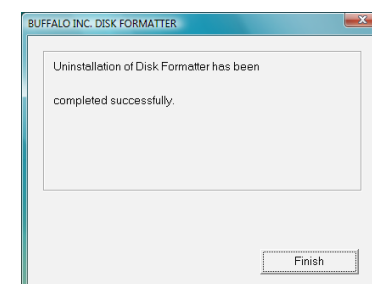 BUFFALO INC. DISK FORMATTER
Uninstallation of Disk Formatter has been
completed successfully.
Finish